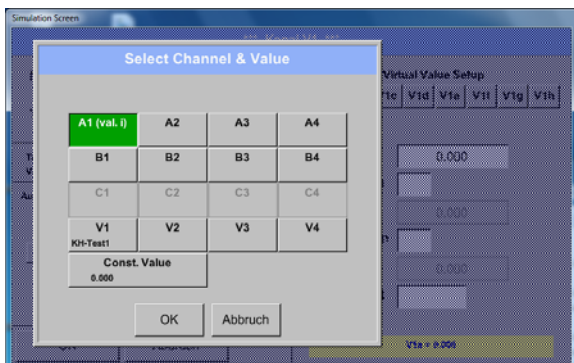 Simulation Screen
*** Kanal V1 ***
Select Channel & Value
Virtual Value Setup
V1d V1e V1f V1g V1h
A1 (val. i) A2 A3 A4
B1 B2 B3 B4
0.000
C1 C2 C3 C4
0.000
V1 V2 V3 V4
KH-Test1
Const. Value
0.000
0.000
OK Abbruch
V1a = 0.000